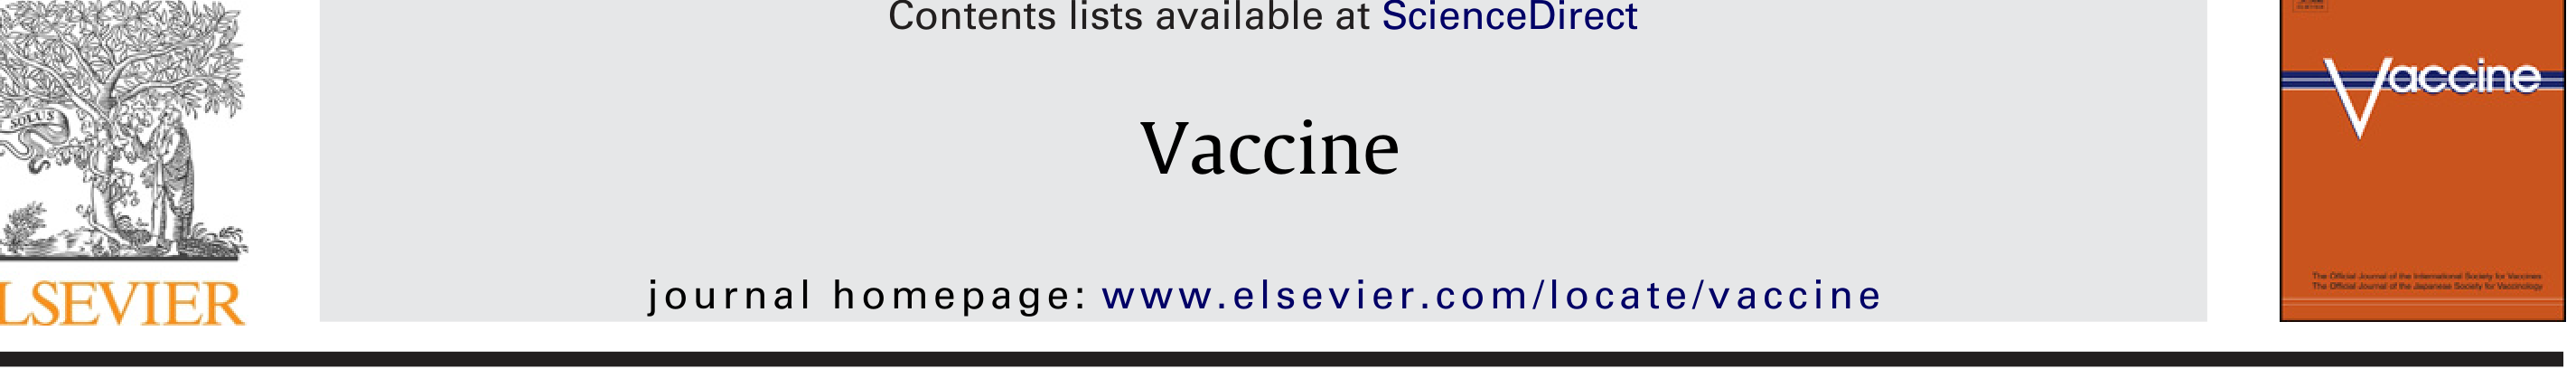 Contents lists available at ScienceDirect
SOLUS
Vaccine
Vaccine
journal homepage: www.elsevier.com/locate/vaccine
LSEVIER
The Official Journal of the International Society for Vaccines
The Official Journal of the Japanese Society for Vaccinology